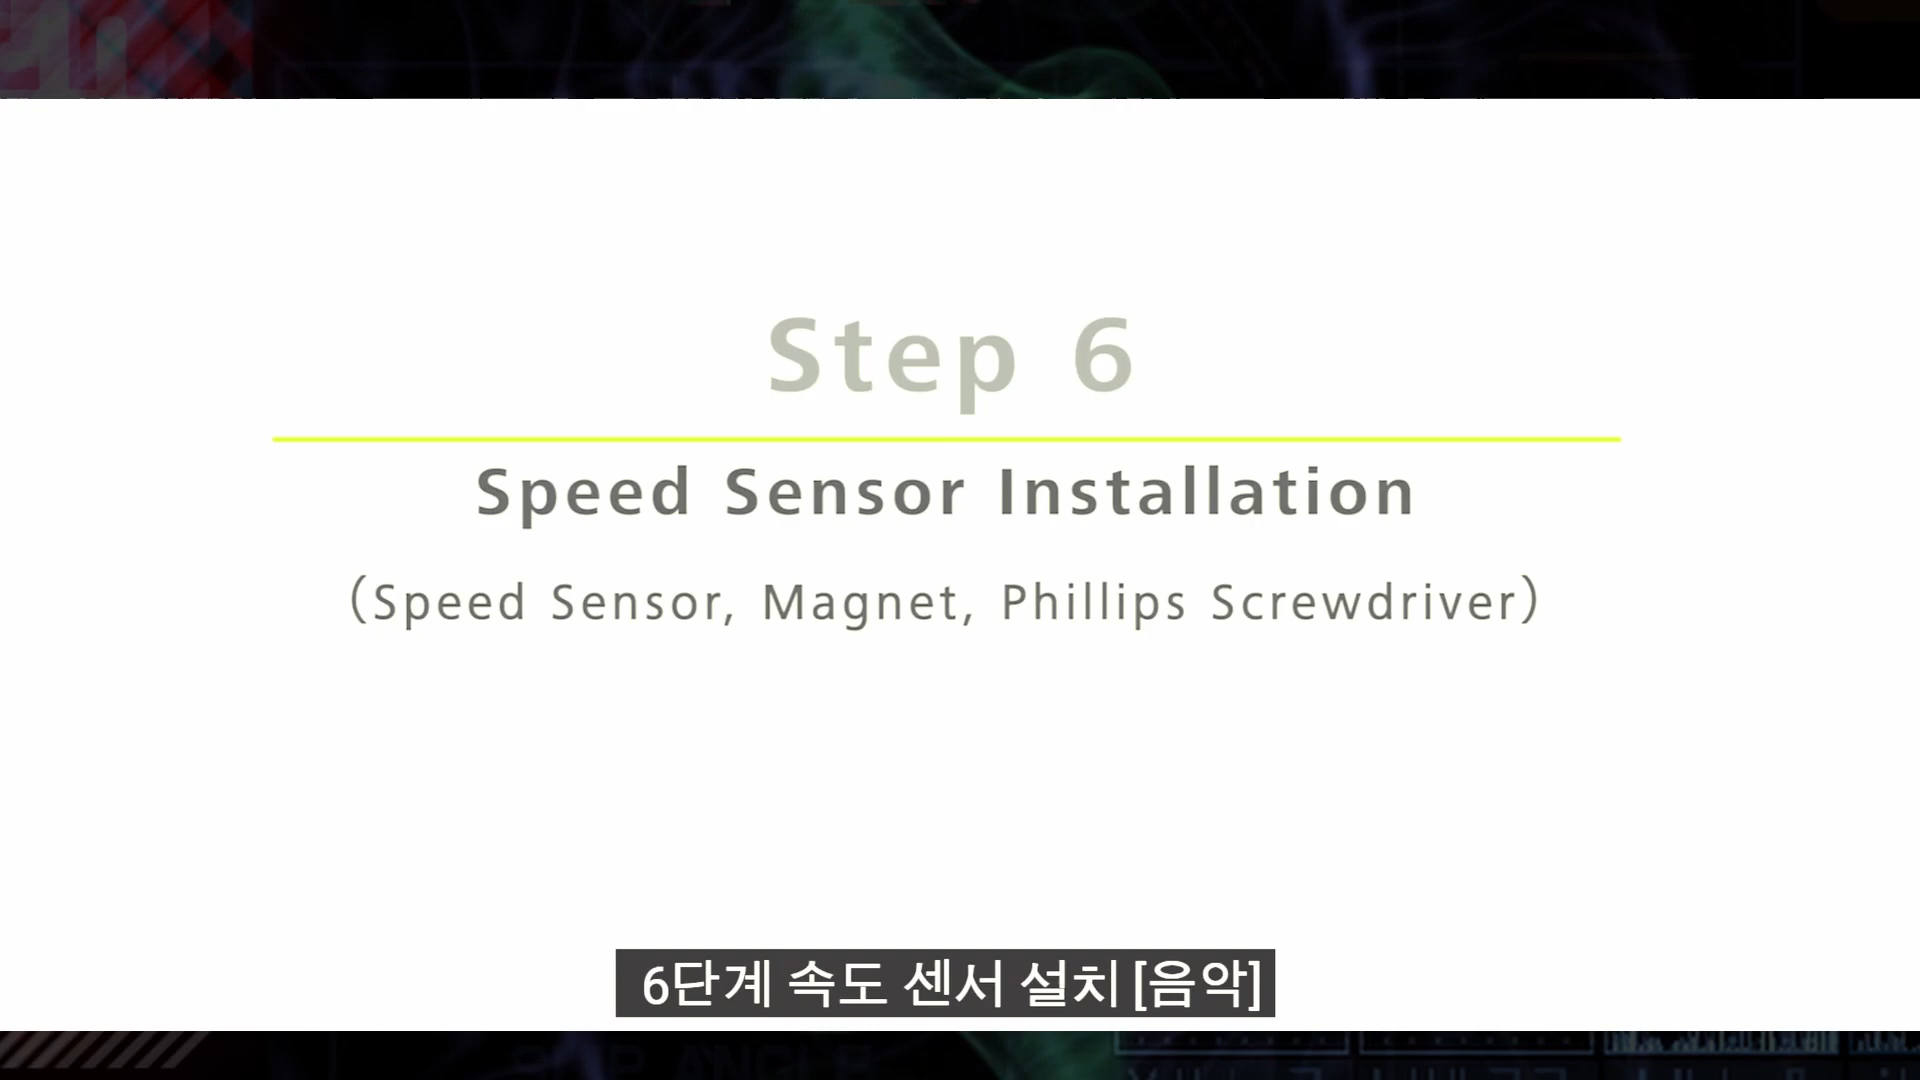 Step 6
Speed Sensor Installation
(Speed Sensor, Magnet, Phillips Screwdriver)
6단계 속도 센서 설치 [음악]